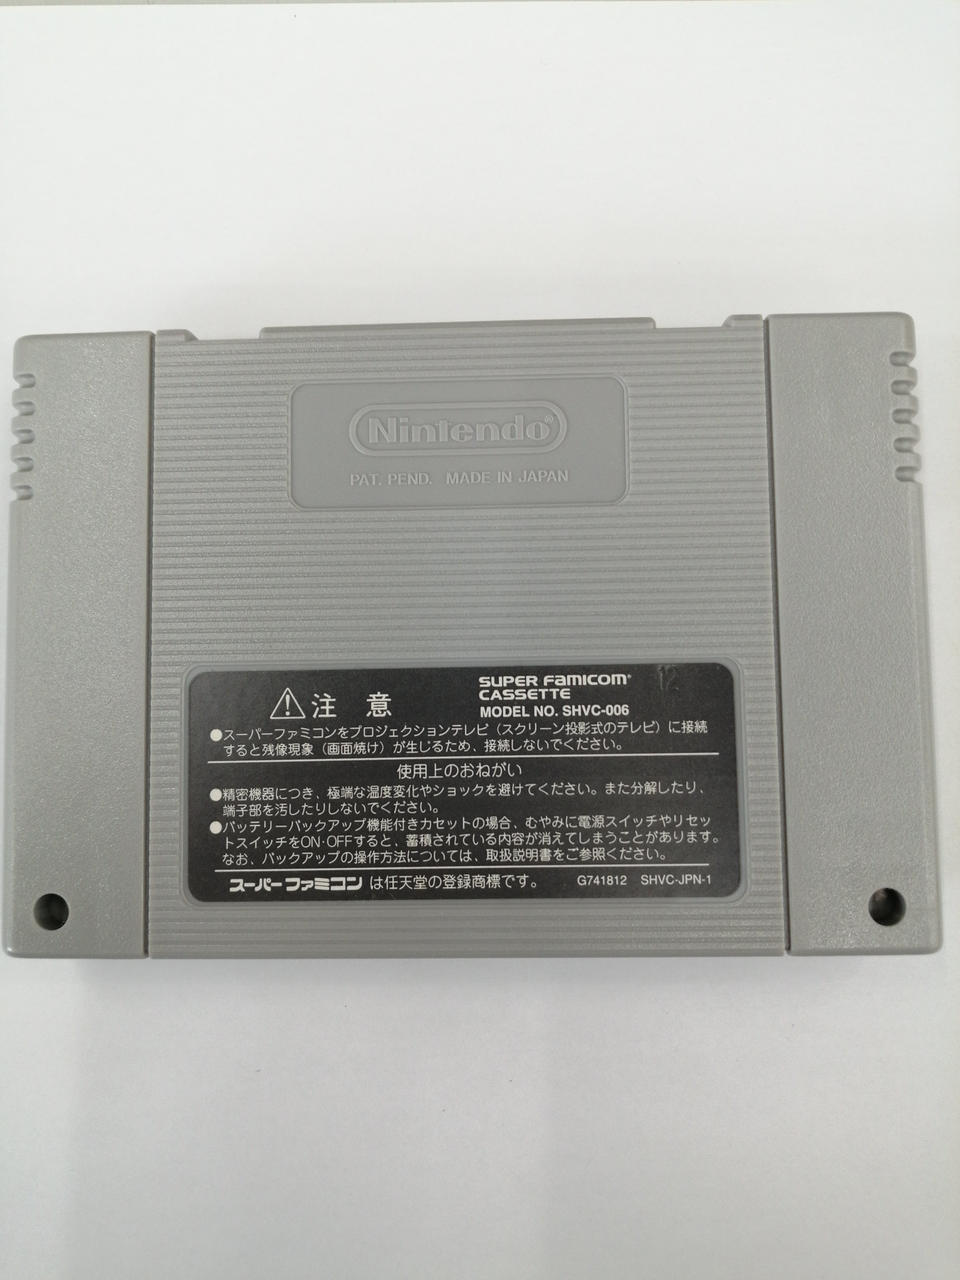 Nintendo®
PAT. PEND. MADE IN JAPAN
注 意
SUPER FAMICOM®
CASSETTE
MODEL NO. SHVC-006
●スーパーファミコンをプロジェクションテレビ(スクリーン投影式のテレビ)に接続
すると残像現象(画面焼け)が生じるため、接続しないでください。
使用上のおねがい
●精密機器につき、極端な温度変化やショックを避けてください。また分解したり、
端子部を汚したりしないでください。
●バッテリーバックアップ機能付きカセットの場合、むやみに電源スイッチやリセッ
トスイッチをON·OFFすると、蓄積されている内容が消えてしまうことがあります。
なお、バックアップの操作方法については、取扱説明書をご参照ください。
スーパーファミコン は任天堂の登録商標です。 G741812 SHVC-JPN-1